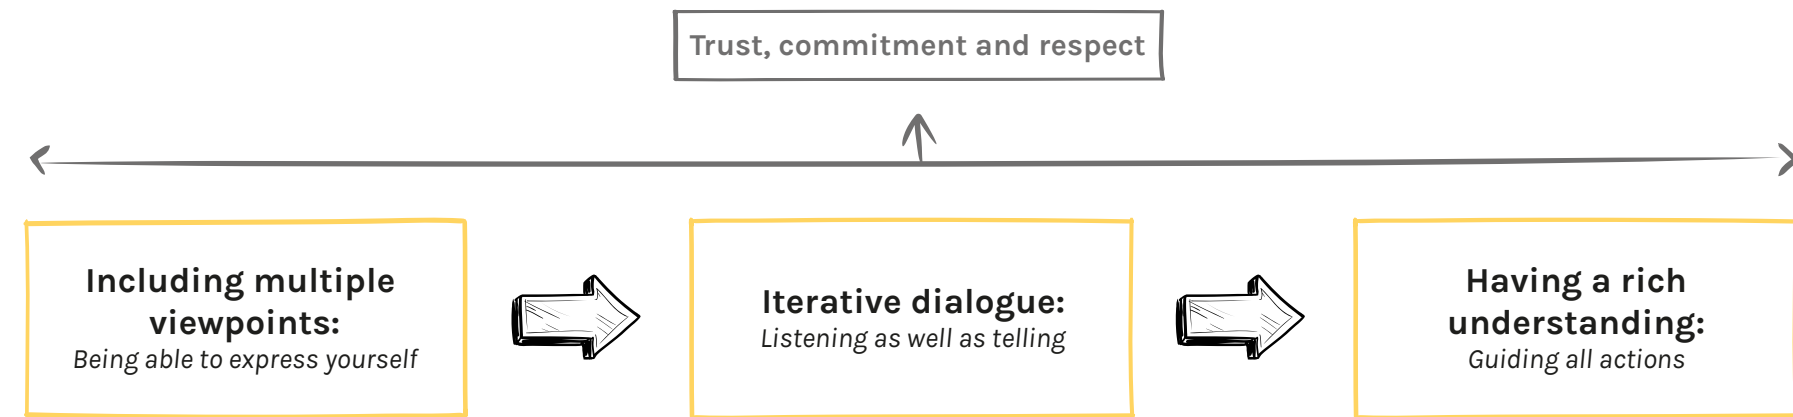 Trust, commitment and respect
Including multiple
viewpoints:
Being able to express yourself
Iterative dialogue:
Listening as well as telling
Having a rich
understanding:
Guiding all actions